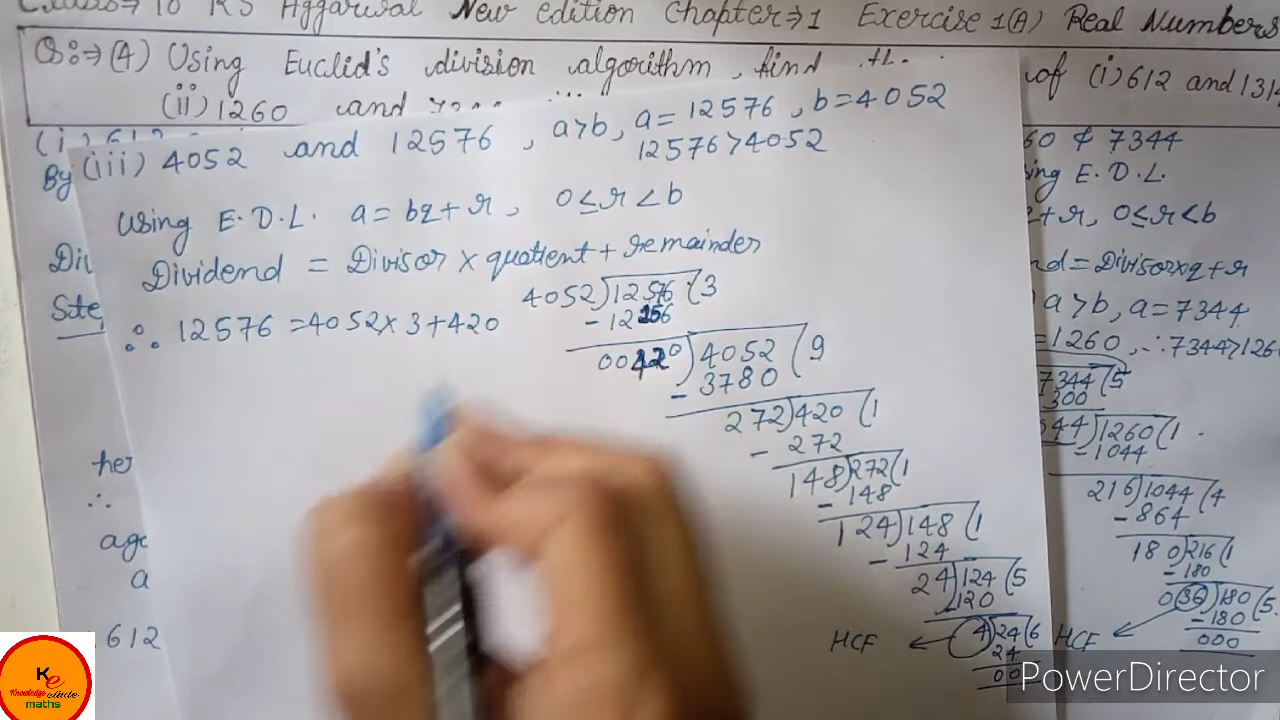 Class⇒ 10 RS Aggarwal New edition Chapter⇒1 Exercise 1(A) Real Numbers
Q:⇒(4) Using Euclid's division algorithm, find of (i) 612 and 1314
(ii) 1260 and
(iii) 4052 and 12576, a>b, a=12576, b=4052
12576>4052
Using E.D.L. a=bq+r, 0≤r<b
Dividend = Divisor × quotient + remainder
∴ 12576 = 4052×3+420
4052)12576(3
-12156
00420)4052(9
-3780
272)420(1
-272
148)272(1
-148
124)148(1
-124
24)124(5
120
4)24(6
24
00
HCF ←
By
612
& 7344
E.D.L.
+r, 0≤r<b
=Divisor×q+r
a>b, a=7344
=1260, ∴7344>1260
7344(5
300
)1260(1
-1044
216)1044(4
-864
180)216(1
-180
036)180(5
-180
000
HCF ←
Ke
Knowledge
maths
PowerDirector